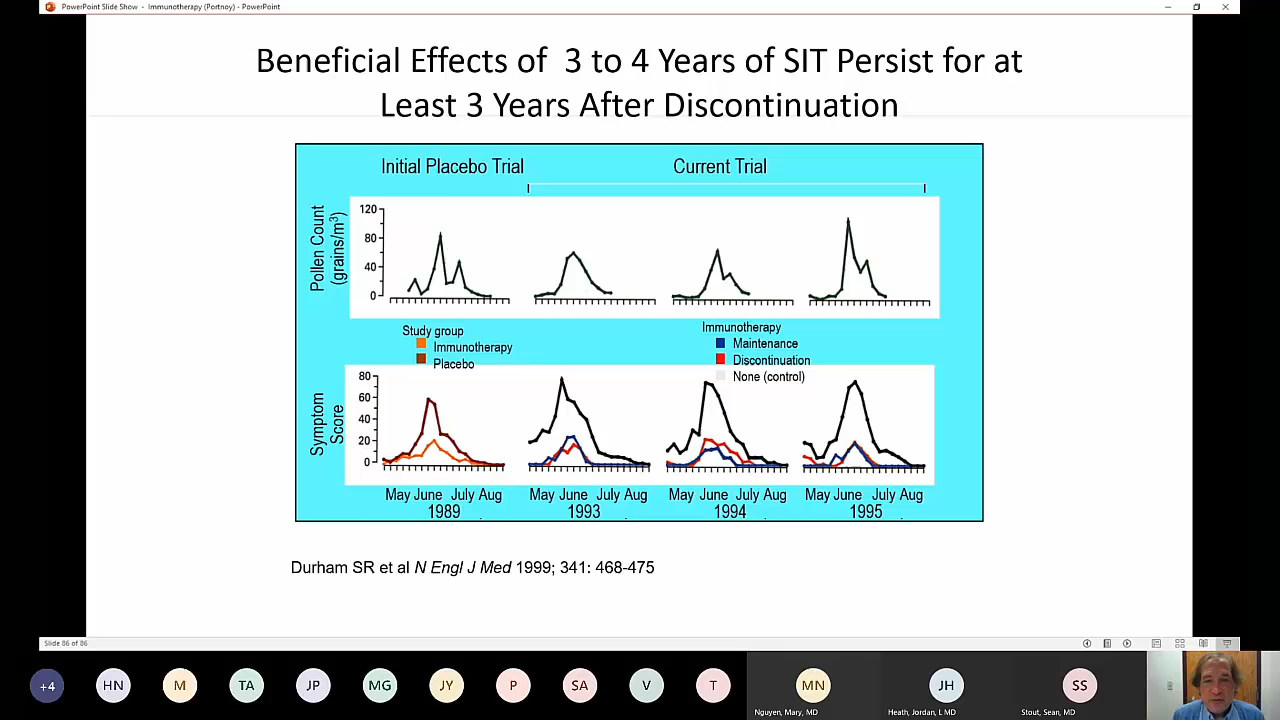 PowerPoint Slide Show - Immunotherapy (Portnoy) - PowerPoint
Beneficial Effects of 3 to 4 Years of SIT Persist for at
Least 3 Years After Discontinuation
Initial Placebo Trial
Current Trial
Pollen Count
(grains/m³)
120
80
40
0
Study group
Immunotherapy
Placebo
Immunotherapy
Maintenance
Discontinuation
None (control)
Symptom
Score
80
60
40
20
0
May June July Aug
1989
May June July Aug
1993
May June July Aug
1994
May June July Aug
1995
Durham SR et al N Engl J Med 1999; 341: 468-475
Slide 86 of 86
+4
HN
M
TA
JP
MG
JY
P
SA
V
T
MN
JH
SS
Nguyen, Mary, MD
Heath, Jordan, L MD
Stout, Sean, MD